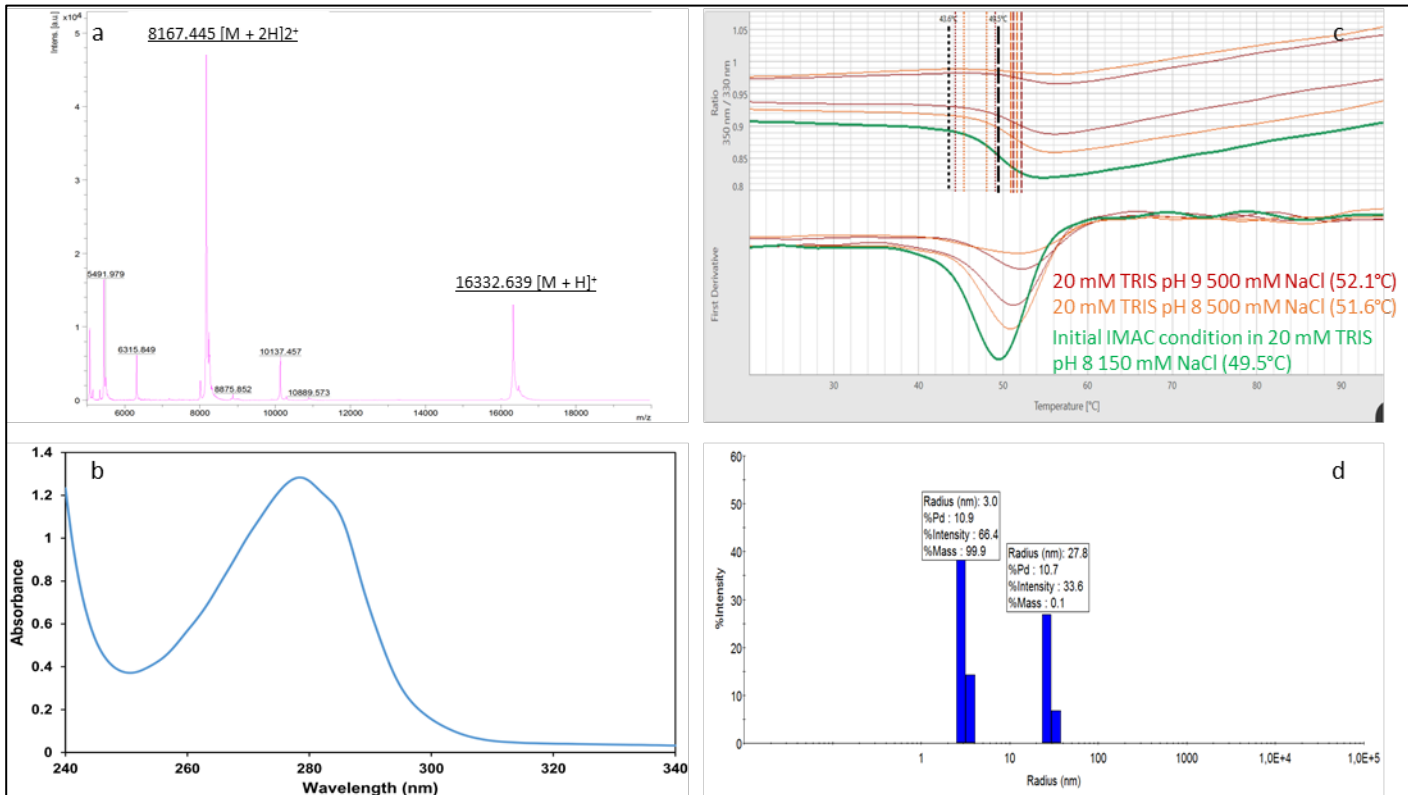 a
8167.445 [M + 2H]2⁺
16332.639 [M + H]⁺
Intens. [a.u.]
x10⁴
5
4
3
2
1
0
5491.979
6315.849
8875.852
10137.457
10889.573
6000 8000 10000 12000 14000 16000 18000
m/z
c
43.6°C 49.5°C
1.05
1
0.95
0.9
0.85
0.8
Ratio
350 nm / 330 nm
First Derivative
20 mM TRIS pH 9 500 mM NaCl (52.1°C)
20 mM TRIS pH 8 500 mM NaCl (51.6°C)
Initial IMAC condition in 20 mM TRIS
pH 8 150 mM NaCl (49.5°C)
30 40 50 60 70 80 90
Temperature [°C]
b
Absorbance
1.4
1.2
1
0.8
0.6
0.4
0.2
0
240 260 280 300 320 340
Wavelength (nm)
d
%Intensity
60
50
40
30
20
10
0
Radius (nm): 3.0
%Pd : 10.9
%Intensity : 66.4
%Mass : 99.9
Radius (nm): 27.8
%Pd : 10.7
%Intensity : 33.6
%Mass : 0.1
1 10 100 1000 1,0E+4 1,0E+5
Radius (nm)